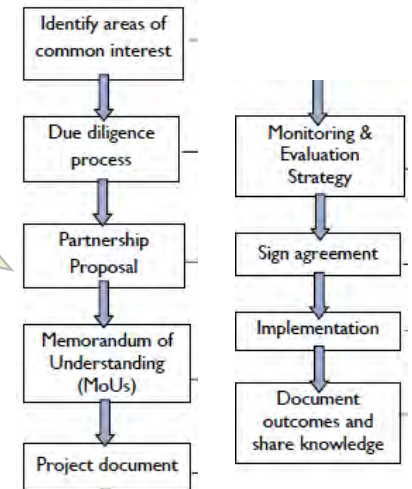 Identify areas of
common interest
Due diligence
process
Partnership
Proposal
Memorandum of
Understanding
(MoUs)
Project document
Monitoring &
Evaluation
Strategy
Sign agreement
Implementation
Document
outcomes and
share knowledge